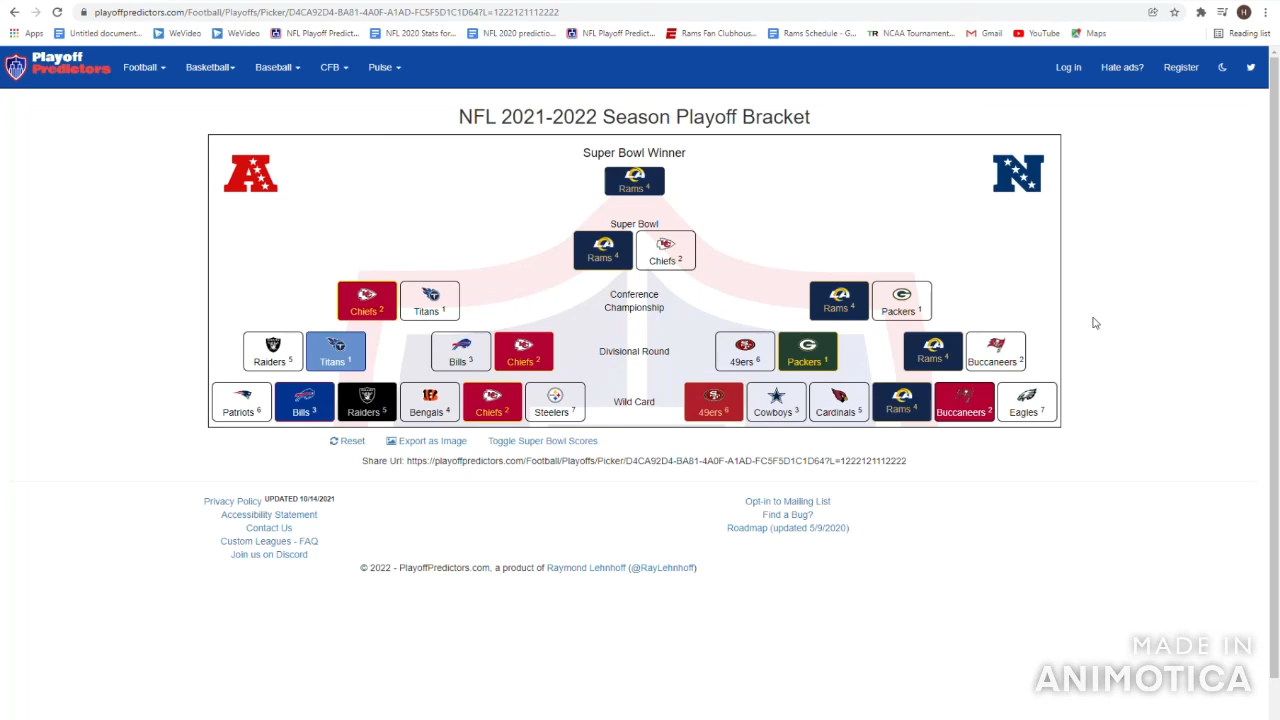 playoffpredictors.com/Football/Playoffs/Picker/D4CA92D4-BA81-4A0F-A1AD-FC5F5D1C1D64?L=1222121112222
H
Apps Untitled document... WeVideo WeVideo NFL Playoff Predict... NFL 2020 Stats for... NFL 2020 predictio... NFL Playoff Predict... Rams Fan Clubhous... Rams Schedule - G... TR NCAA Tournament... Gmail YouTube Maps Reading list
Playoff
Predictors
Football Basketball Baseball CFB Pulse Log in Hate ads? Register
NFL 2021-2022 Season Playoff Bracket
Super Bowl Winner
A N
Rams 4
Super Bowl
Rams 4 Chiefs 2
Conference
Championship
Chiefs 2 Titans 1 Rams 4 Packers 1
Raiders 5 Titans 1 Bills 3 Chiefs 2 Divisional Round 49ers 6 Packers 1 Rams 4 Buccaneers 2
Patriots 6 Bills 3 Raiders 5 Bengals 4 Chiefs 2 Steelers 7 Wild Card 49ers 6 Cowboys 3 Cardinals 5 Rams 4 Buccaneers 2 Eagles 7
Reset Export as Image Toggle Super Bowl Scores
Share Url: https://playoffpredictors.com/Football/Playoffs/Picker/D4CA92D4-BA81-4A0F-A1AD-FC5F5D1C1D64?L=1222121112222
Privacy Policy UPDATED 10/14/2021
Accessibility Statement
Contact Us
Custom Leagues - FAQ
Join us on Discord
Opt-in to Mailing List
Find a Bug?
Roadmap (updated 5/9/2020)
© 2022 - PlayoffPredictors.com, a product of Raymond Lehnhoff (@RayLehnhoff)
MADE IN
ANIMOTICA